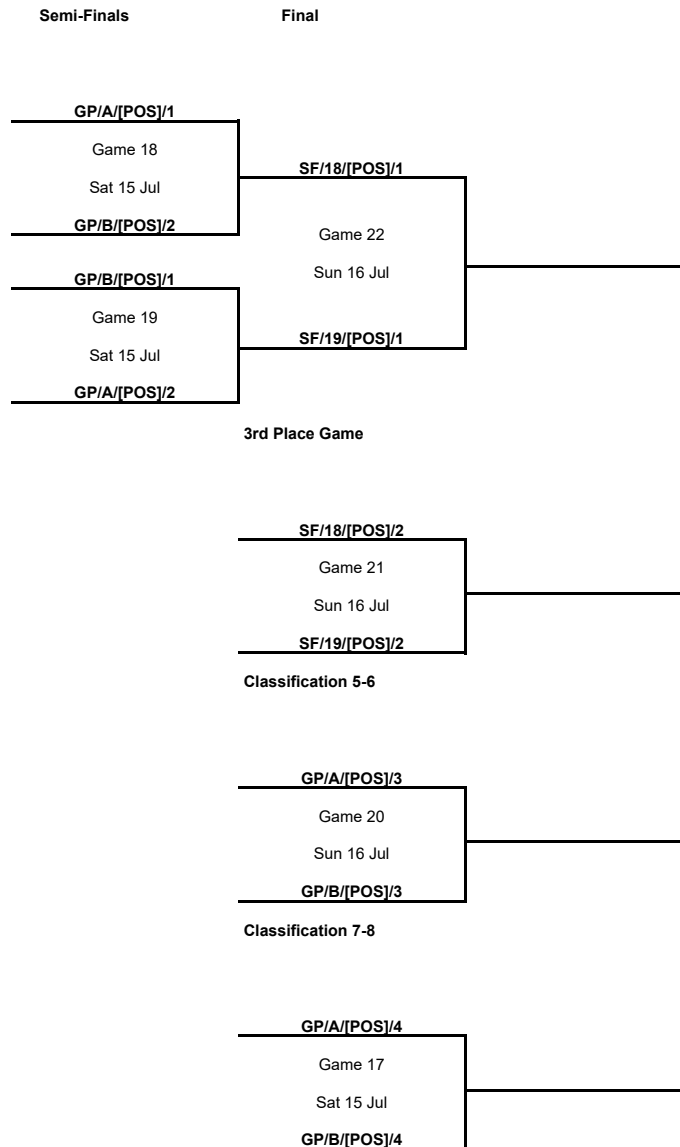 Semi-Finals Final
GP/A/[POS]/1
Game 18
Sat 15 Jul
GP/B/[POS]/2
SF/18/[POS]/1
Game 22
Sun 16 Jul
SF/19/[POS]/1
GP/B/[POS]/1
Game 19
Sat 15 Jul
GP/A/[POS]/2
3rd Place Game
SF/18/[POS]/2
Game 21
Sun 16 Jul
SF/19/[POS]/2
Classification 5-6
GP/A/[POS]/3
Game 20
Sun 16 Jul
GP/B/[POS]/3
Classification 7-8
GP/A/[POS]/4
Game 17
Sat 15 Jul
GP/B/[POS]/4